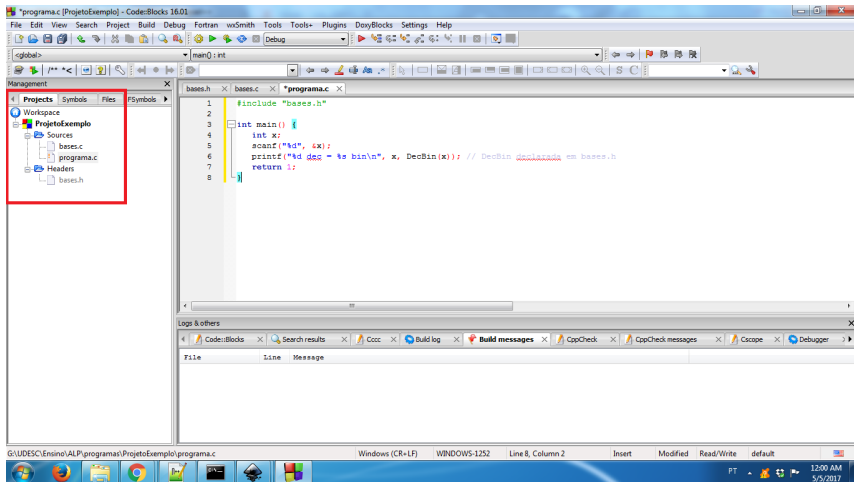 *programa.c [ProjetoExemplo] - Code::Blocks 16.01
File Edit View Search Project Build Debug Fortran wxSmith Tools Tools+ Plugins DoxyBlocks Settings Help
Debug
<global> main() : int
/** *< S C
Management
Projects Symbols Files FSymbols
Workspace
ProjetoExemplo
Sources
bases.c
programa.c
Headers
bases.h
bases.h bases.c *programa.c
1 #include "bases.h"
2
3 int main() {
4 int x;
5 scanf("%d", &x);
6 printf("%d dec = %s bin\n", x, DecBin(x)); // DecBin declarada em bases.h
7 return 1;
8 }
Logs & others
Code::Blocks Search results Cccc Build log Build messages CppCheck CppCheck messages Cscope Debugger
File Line Message
G:\UDESC\Ensino\ALP\programas\ProjetoExemplo\programa.c Windows (CR+LF) WINDOWS-1252 Line 8, Column 2 Insert Modified Read/Write default
PT 12:00 AM
5/5/2017